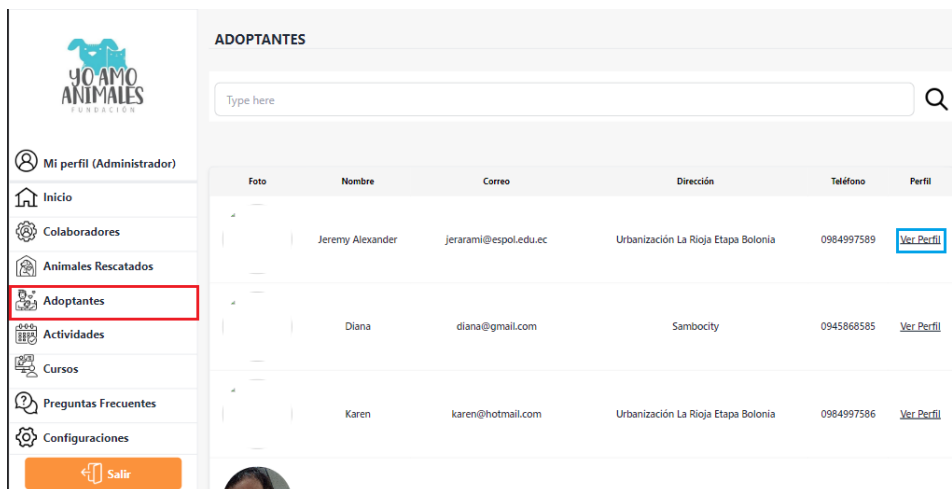 YO AMO
ANIMALES
FUNDACIÓN
Mi perfil (Administrador)
Inicio
Colaboradores
Animales Rescatados
Adoptantes
Actividades
Cursos
Preguntas Frecuentes
Configuraciones
Salir
ADOPTANTES
Type here
Foto Nombre Correo Dirección Teléfono Perfil
Jeremy Alexander jerarami@espol.edu.ec Urbanización La Rioja Etapa Bolonia 0984997589 Ver Perfil
Diana diana@gmail.com Sambocity 0945868585 Ver Perfil
Karen karen@hotmail.com Urbanización La Rioja Etapa Bolonia 0984997586 Ver Perfil